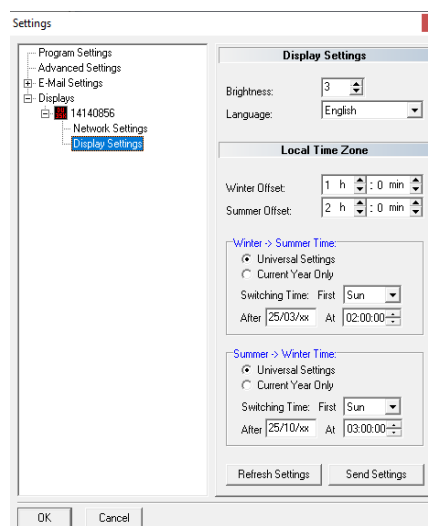 Settings
Program Settings
Advanced Settings
E-Mail Settings
Displays
14140856
Network Settings
Display Settings
Display Settings
Brightness: 3
Language: English
Local Time Zone
Winter Offset: 1 h : 0 min
Summer Offset: 2 h : 0 min
Winter -> Summer Time:
Universal Settings
Current Year Only
Switching Time: First Sun
After 25/03/xx At 02:00:00
Summer -> Winter Time:
Universal Settings
Current Year Only
Switching Time: First Sun
After 25/10/xx At 03:00:00
Refresh Settings Send Settings
OK Cancel